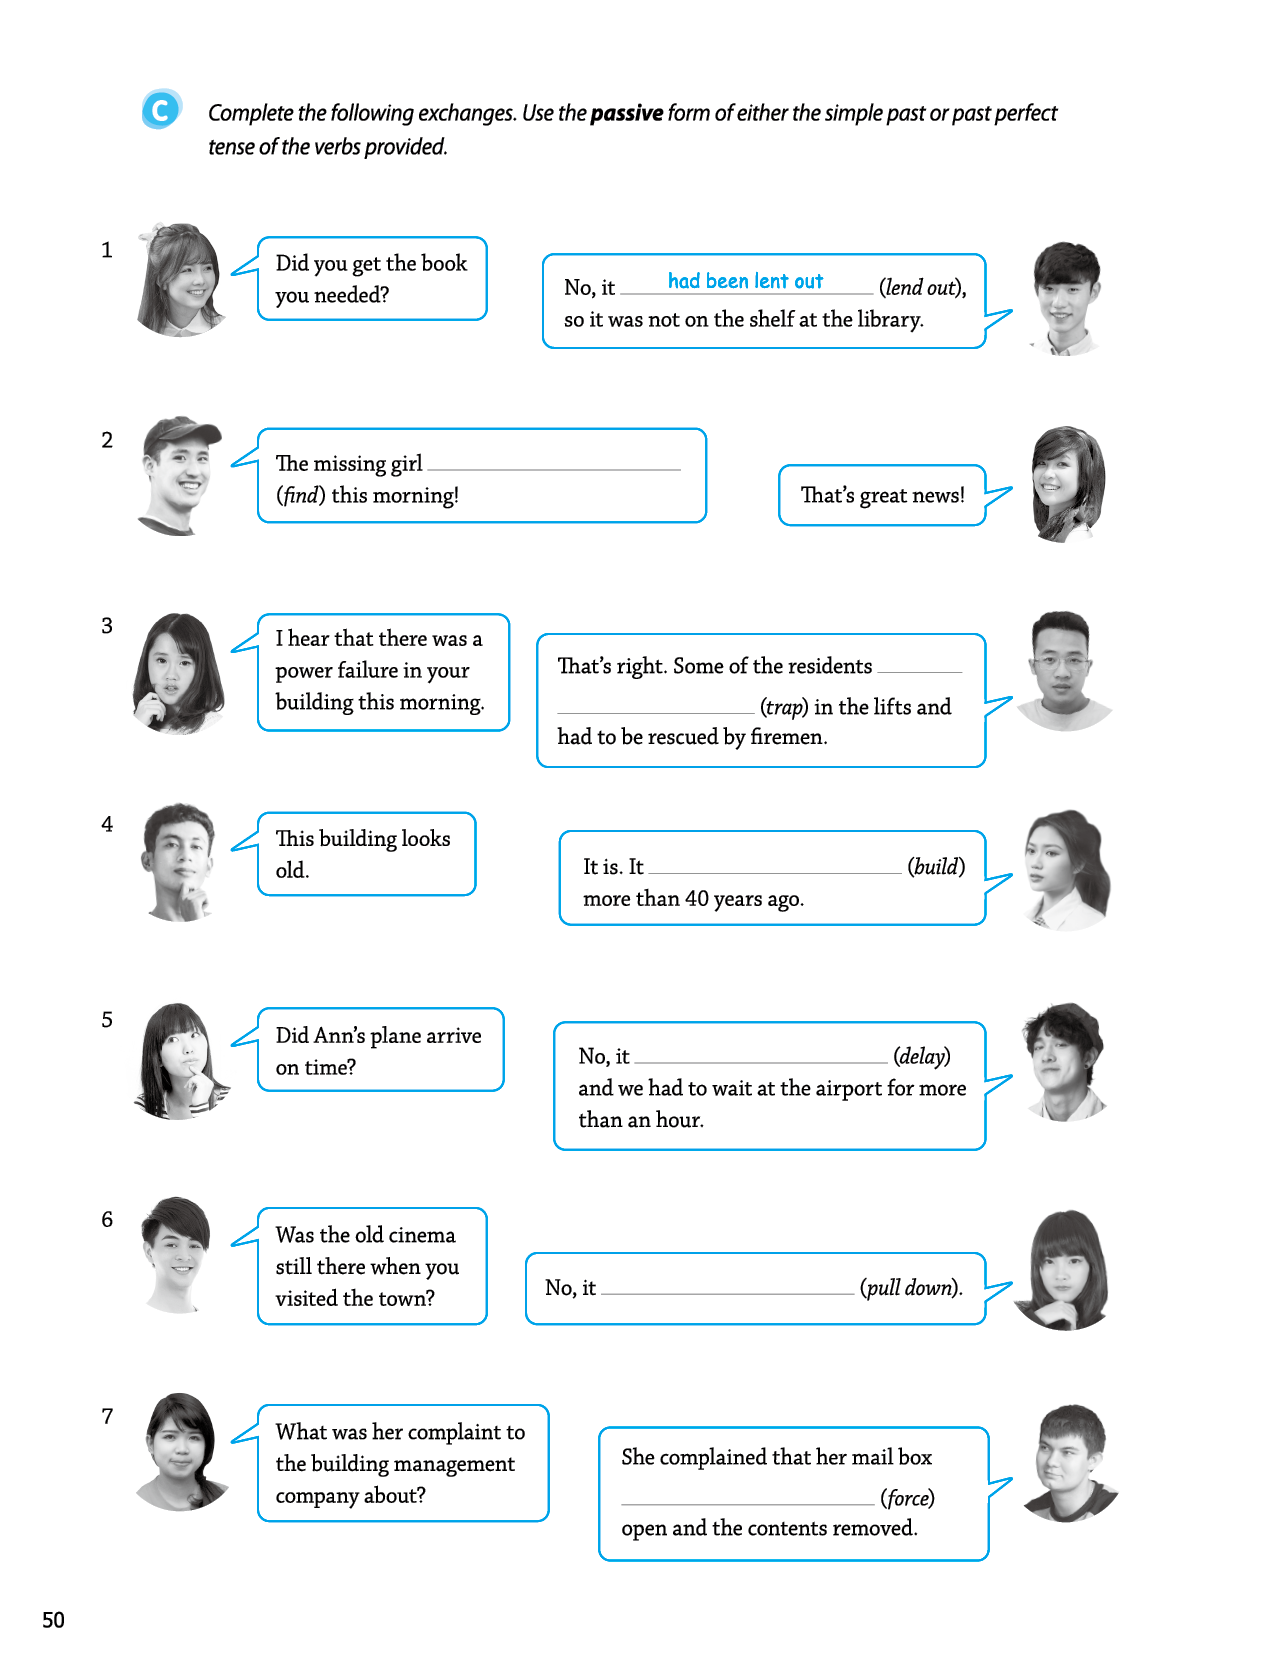 C
Complete the following exchanges. Use the passive form of either the simple past or past perfect
tense of the verbs provided.
1
Did you get the book
you needed?
No, it had been lent out (lend out),
so it was not on the shelf at the library.
2
The missing girl
(find) this morning!
That's great news!
3
I hear that there was a
power failure in your
building this morning.
That's right. Some of the residents
(trap) in the lifts and
had to be rescued by firemen.
4
This building looks
old.
It is. It (build)
more than 40 years ago.
5
Did Ann's plane arrive
on time?
No, it (delay)
and we had to wait at the airport for more
than an hour.
6
Was the old cinema
still there when you
visited the town?
No, it (pull down).
7
What was her complaint to
the building management
company about?
She complained that her mail box
(force)
open and the contents removed.
50